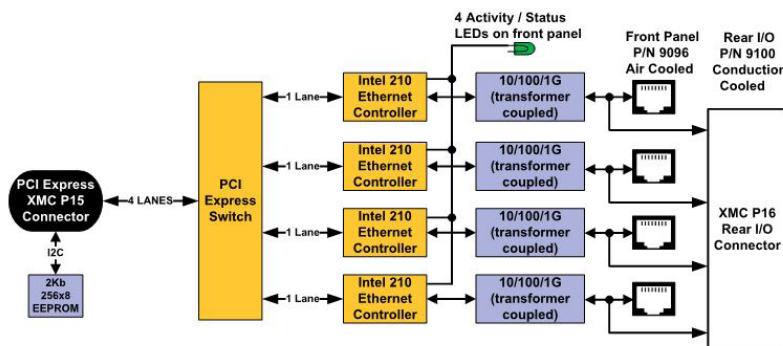 4 Activity / Status
LEDs on front panel
Front Panel
P/N 9096
Air Cooled
Rear I/O
P/N 9100
Conduction
Cooled
PCI Express
XMC P15
Connector
4 LANES
I2C
2Kb
256x8
EEPROM
PCI
Express
Switch
1 Lane
Intel 210
Ethernet
Controller
10/100/1G
(transformer
coupled)
1 Lane
Intel 210
Ethernet
Controller
10/100/1G
(transformer
coupled)
1 Lane
Intel 210
Ethernet
Controller
10/100/1G
(transformer
coupled)
1 Lane
Intel 210
Ethernet
Controller
10/100/1G
(transformer
coupled)
XMC P16
Rear I/O
Connector